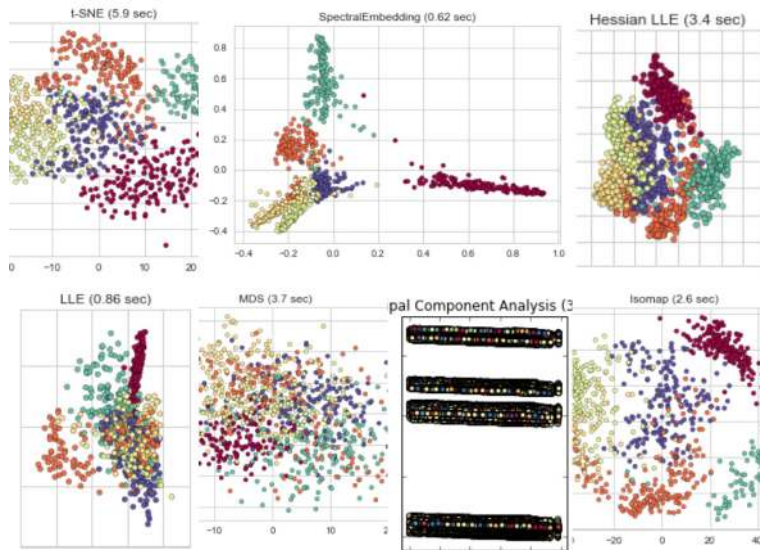 t-SNE (5.9 sec)
SpectralEmbedding (0.62 sec)
Hessian LLE (3.4 sec)
0.8
0.6
0.4
0.2
0.0
−0.2
−0.4
0 −10 0 10 20
−0.4 −0.2 0.0 0.2 0.4 0.6 0.8 1.0
LLE (0.86 sec)
MDS (3.7 sec)
pal Component Analysis (3
Isomap (2.6 sec)
−10 −5 0 5 10 2
−20 0 20 40